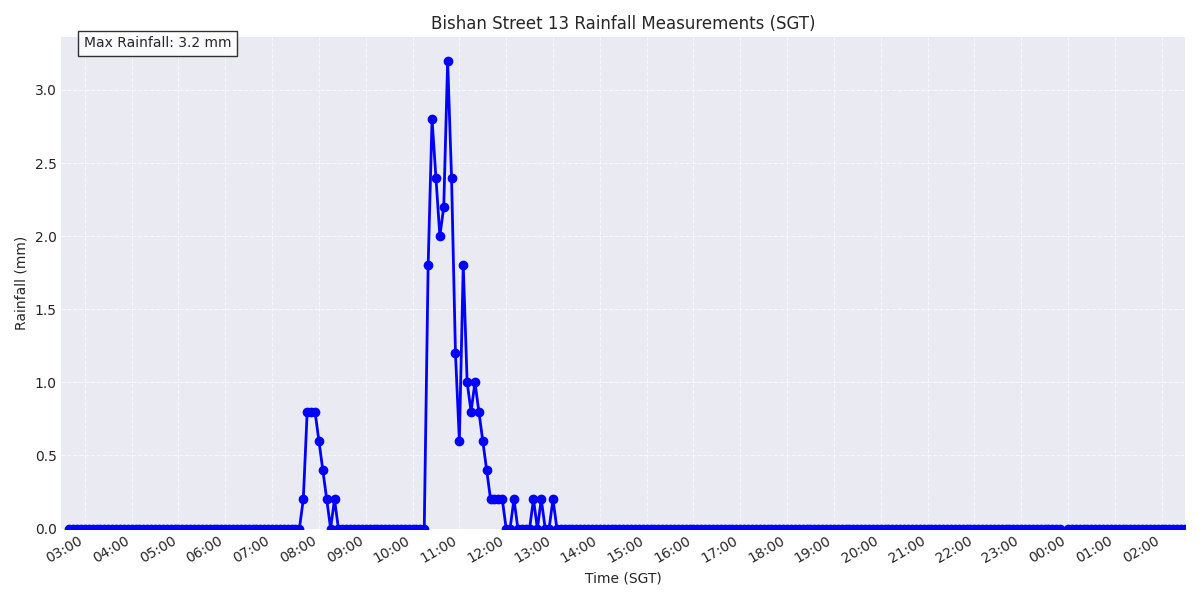 Bishan Street 13 Rainfall Measurements (SGT)
Max Rainfall: 3.2 mm
Rainfall (mm)
3.0
2.5
2.0
1.5
1.0
0.5
0.0
03:00 04:00 05:00 06:00 07:00 08:00 09:00 10:00 11:00 12:00 13:00 14:00 15:00 16:00 17:00 18:00 19:00 20:00 21:00 22:00 23:00 00:00 01:00 02:00
Time (SGT)